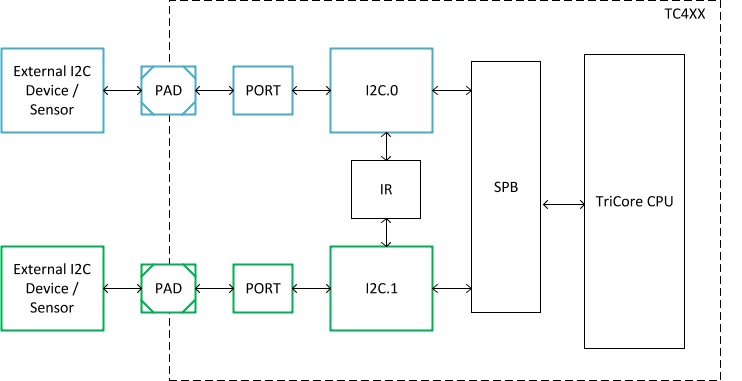 TC4XX
External I2C
Device /
Sensor
PAD
PORT
I2C.0
IR
SPB
TriCore CPU
External I2C
Device /
Sensor
PAD
PORT
I2C.1